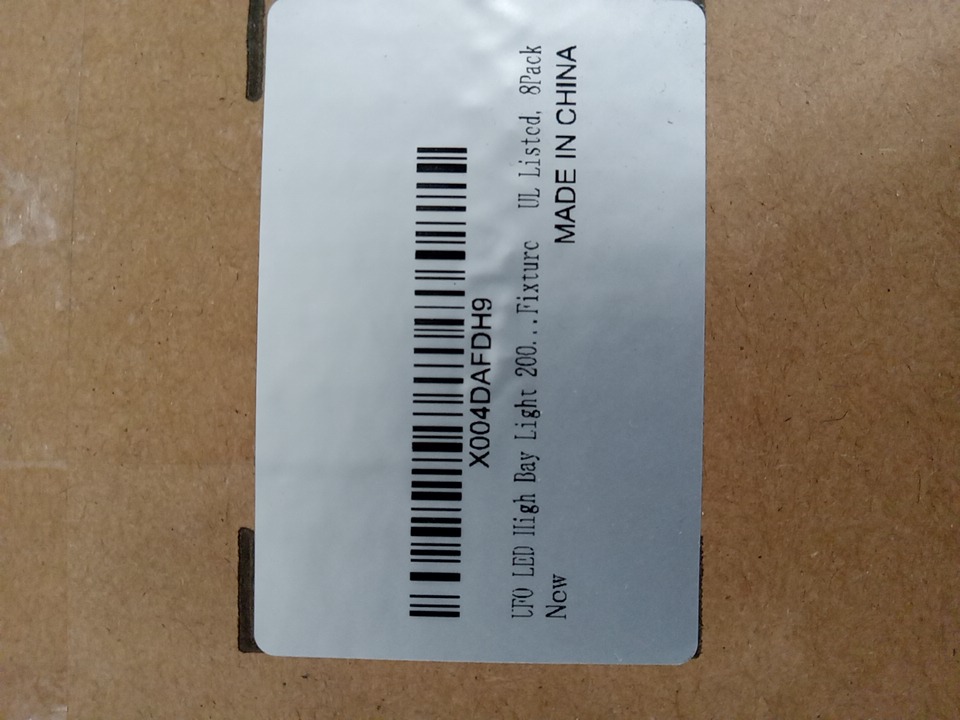 X004DAFDH9
UFO LED High Bay Light 200...Fixture UL Listed, 8Pack
New MADE IN CHINA